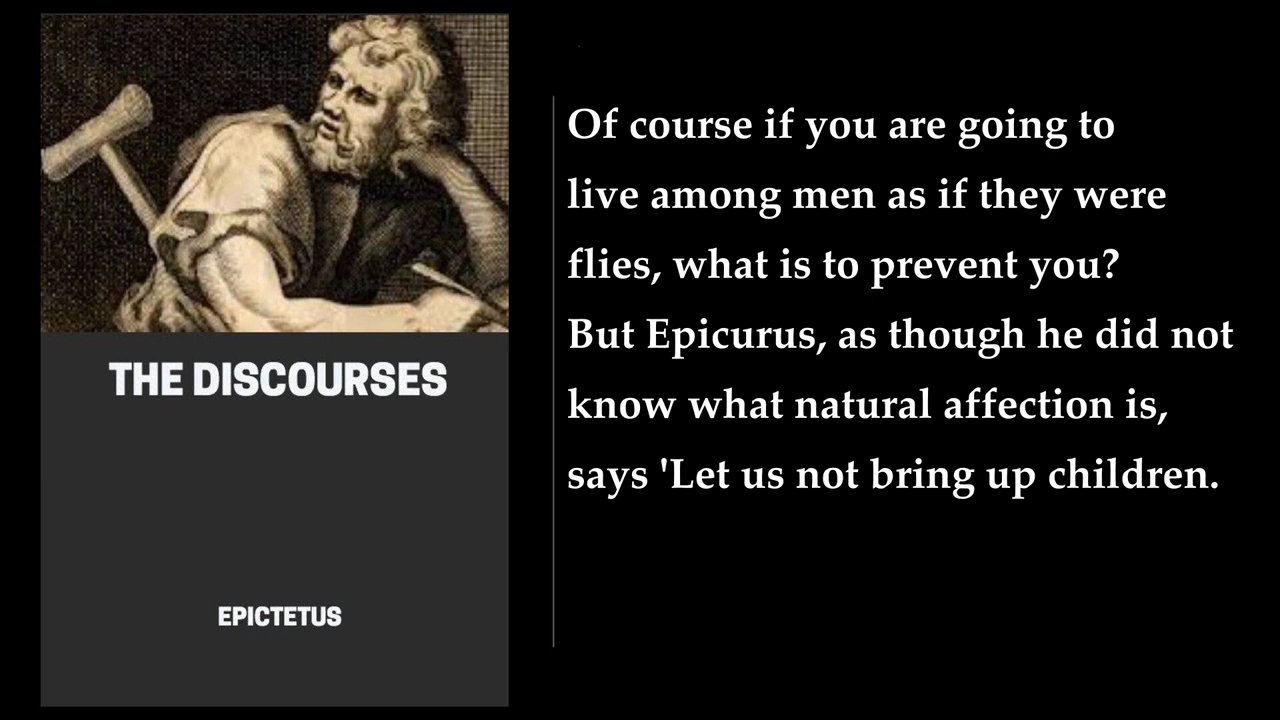 THE DISCOURSES
EPICTETUS
Of course if you are going to
live among men as if they were
flies, what is to prevent you?
But Epicurus, as though he did not
know what natural affection is,
says 'Let us not bring up children.